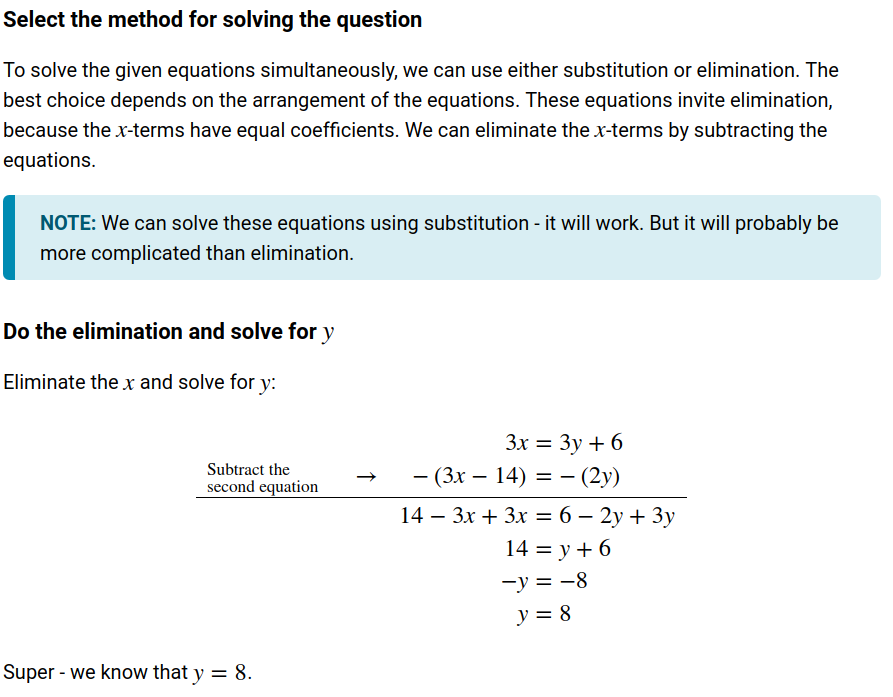 Select the method for solving the question
To solve the given equations simultaneously, we can use either substitution or elimination. The
best choice depends on the arrangement of the equations. These equations invite elimination,
because the x-terms have equal coefficients. We can eliminate the x-terms by subtracting the
equations.
NOTE: We can solve these equations using substitution - it will work. But it will probably be
more complicated than elimination.
Do the elimination and solve for y
Eliminate the x and solve for y:
3x = 3y + 6
Subtract the
second equation → − (3x − 14) = − (2y)
14 − 3x + 3x = 6 − 2y + 3y
14 = y + 6
−y = −8
y = 8
Super - we know that y = 8.